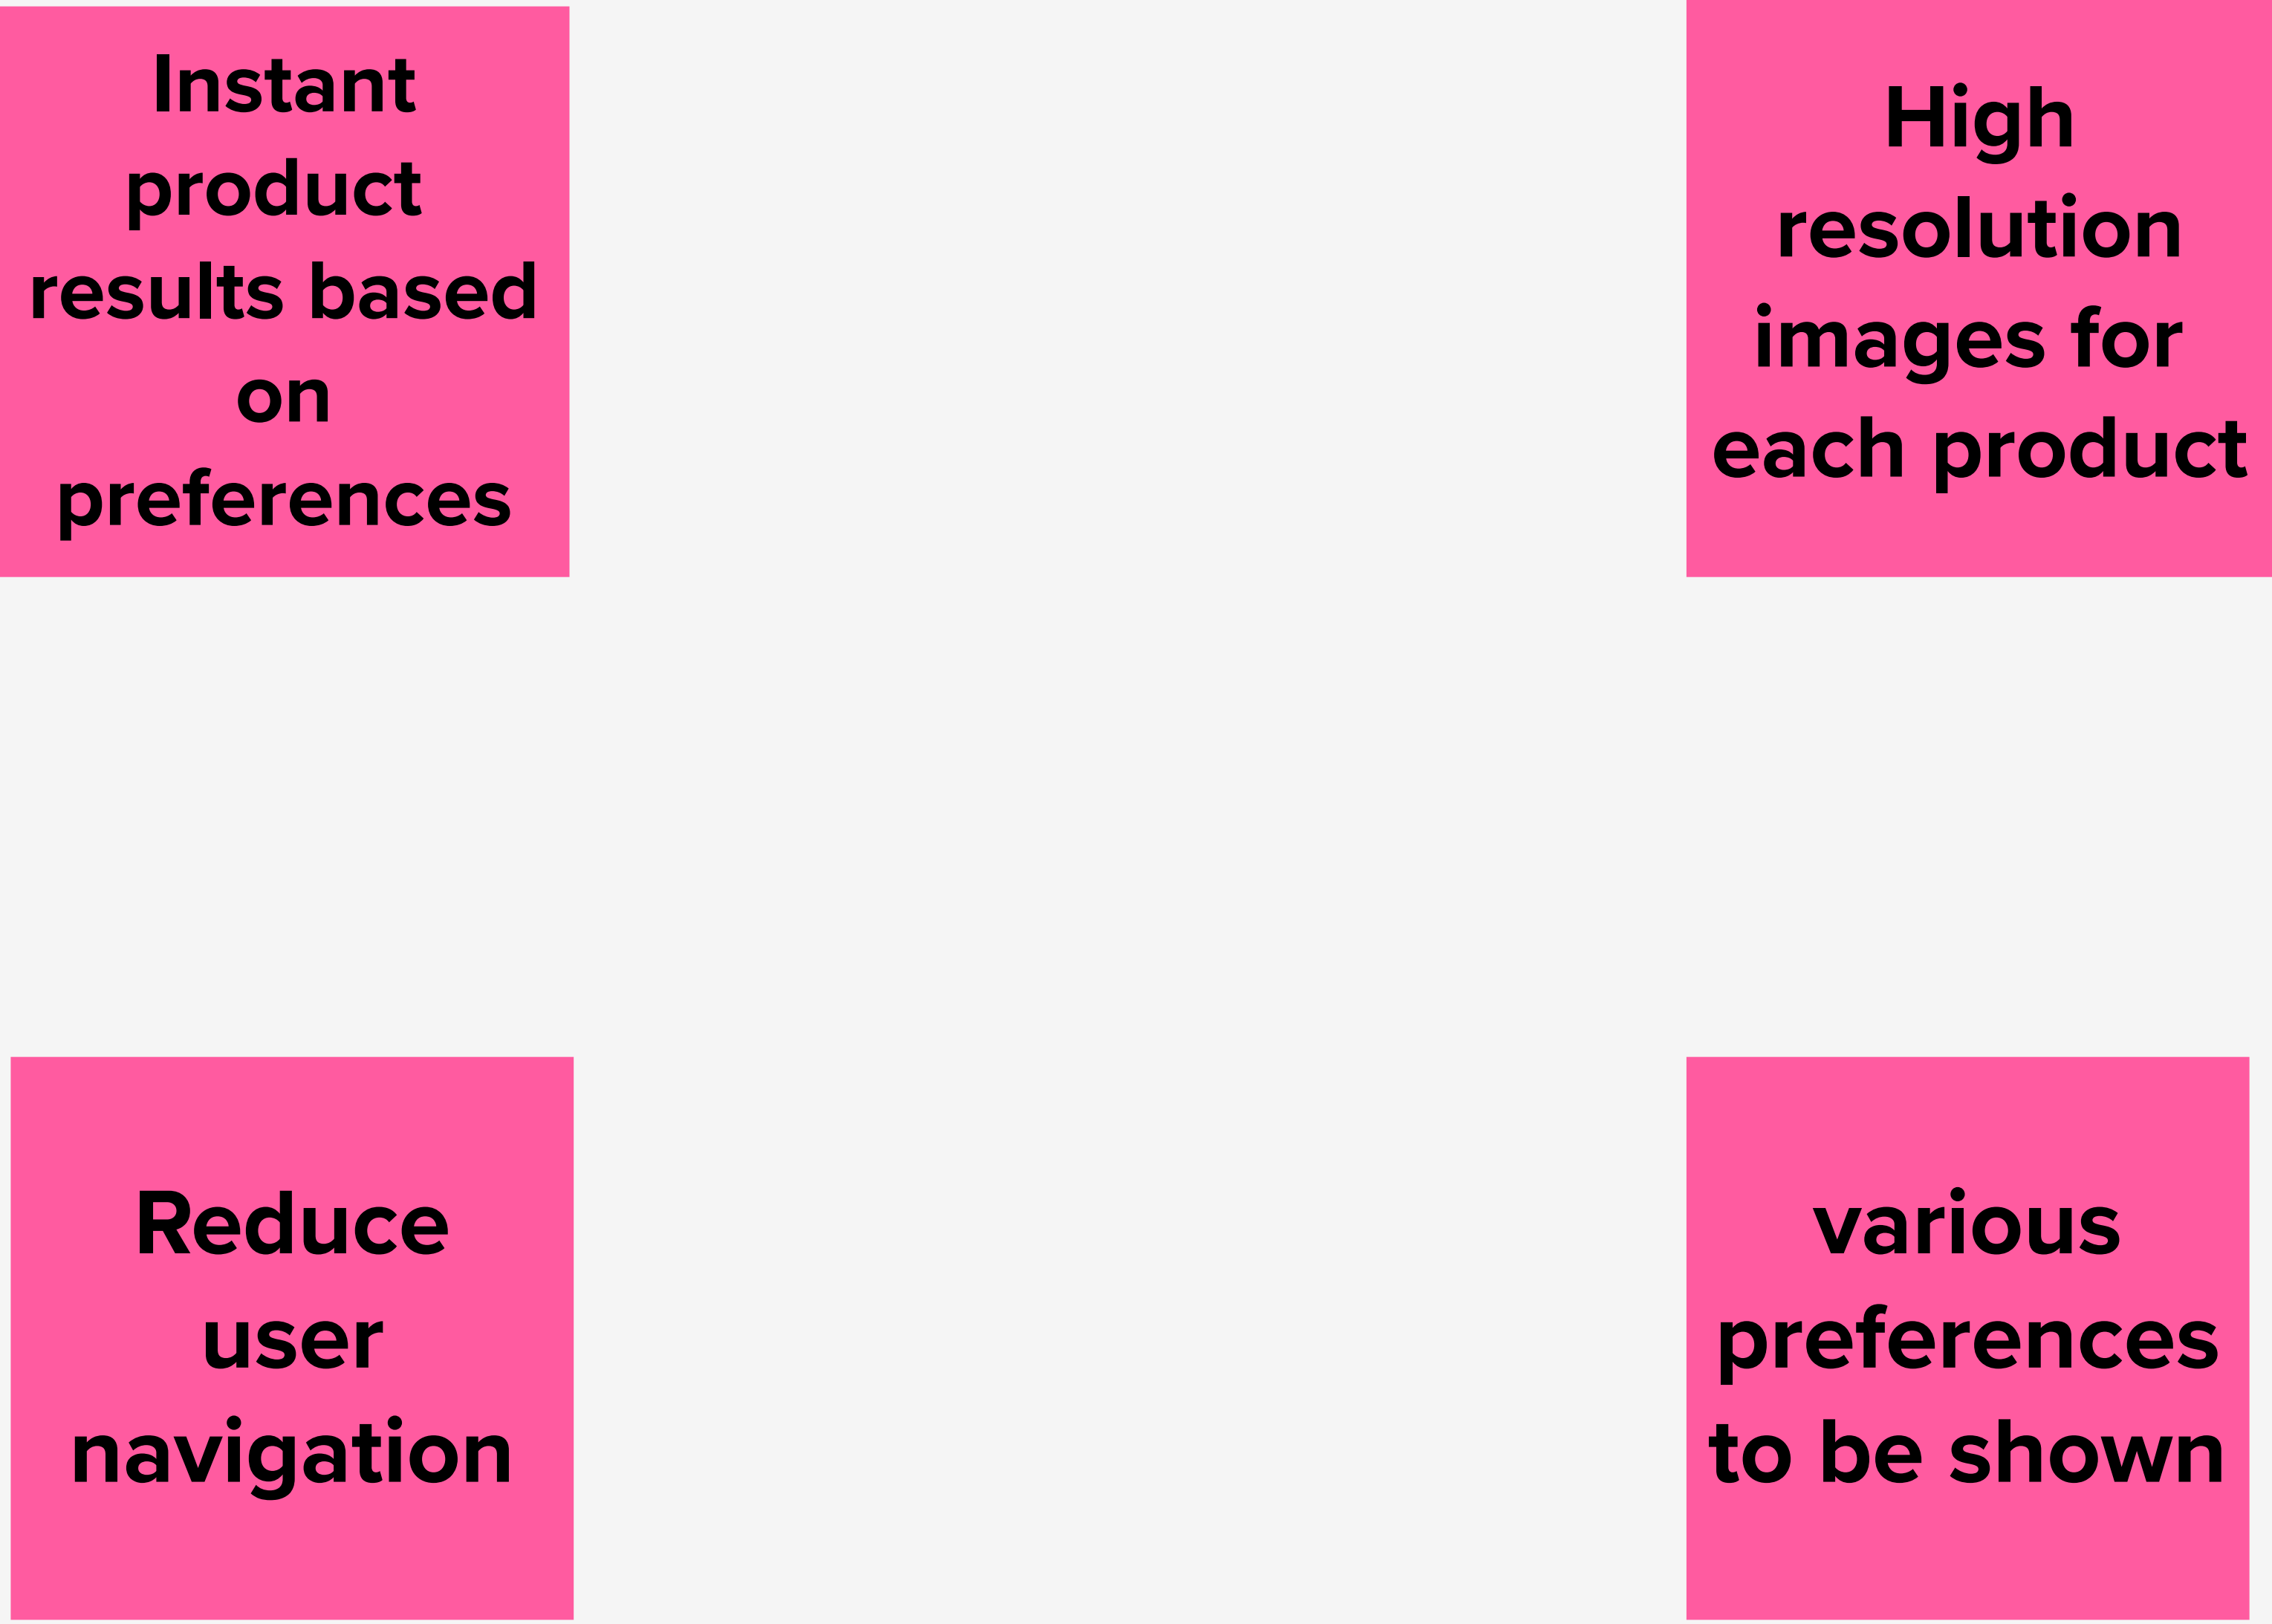 Instant
product
results based
on
preferences
High
resolution
images for
each product
Reduce
user
navigation
various
preferences
to be shown